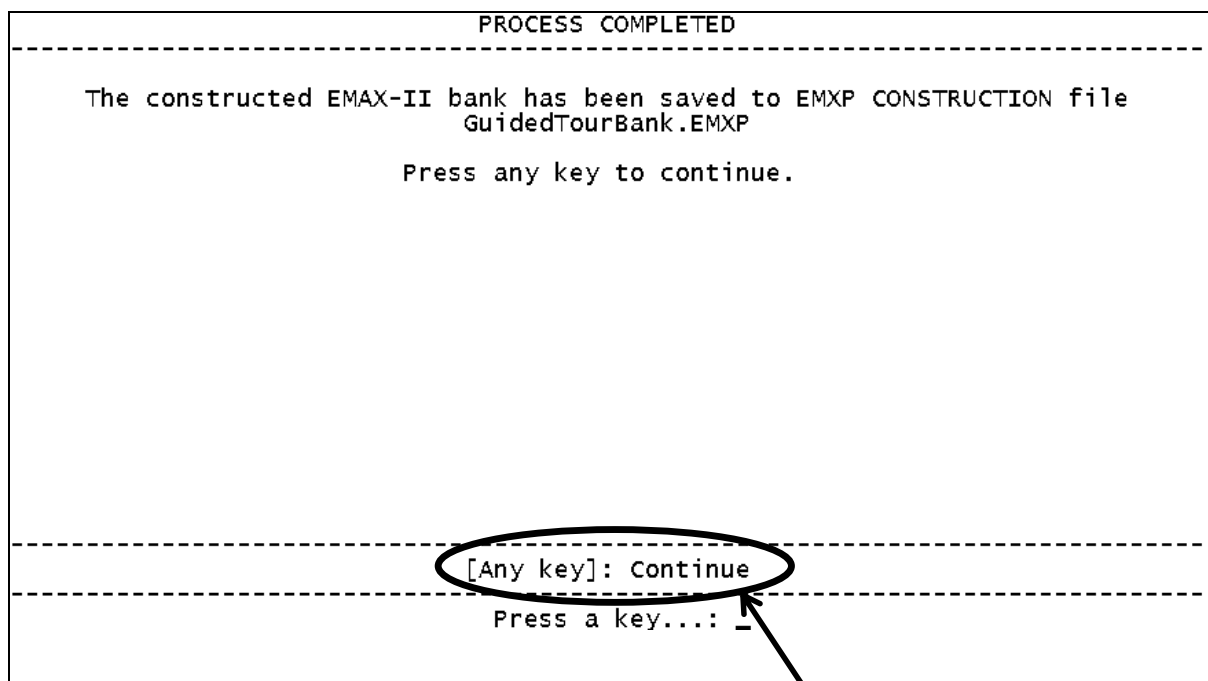 PROCESS COMPLETED
The constructed EMAX-II bank has been saved to EMXP CONSTRUCTION file
GuidedTourBank.EMXP
Press any key to continue.
[Any key]: Continue
Press a key...: _